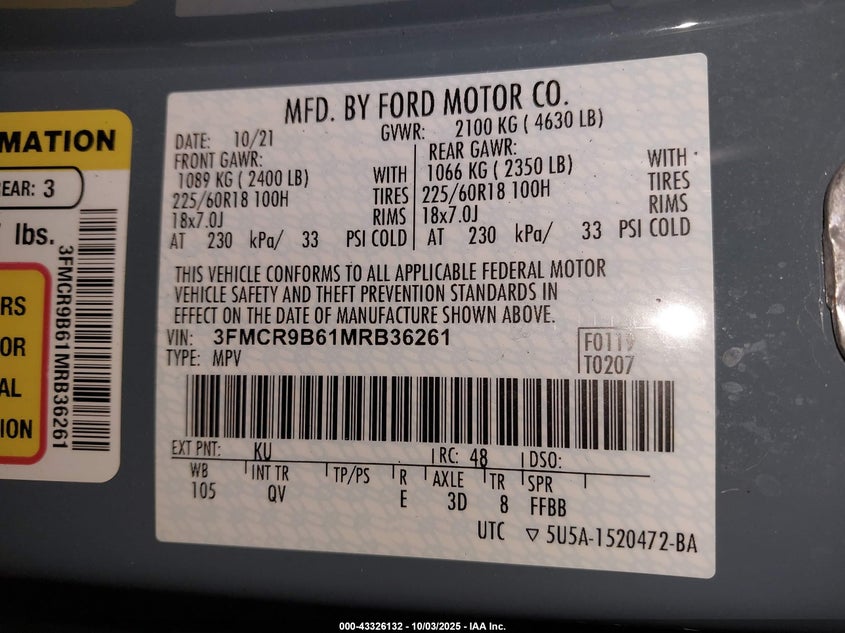 MATION
REAR: 3
lbs.
3FMCR9B61MRB36261
RS
OR
AL
ION
MFD. BY FORD MOTOR CO.
DATE: 10/21 GVWR: 2100 KG ( 4630 LB)
FRONT GAWR: REAR GAWR:
1089 KG ( 2400 LB) WITH 1066 KG ( 2350 LB) WITH
225/60R18 100H TIRES 225/60R18 100H TIRES
18x7.0J RIMS 18x7.0J RIMS
AT 230 kPa/ 33 PSI COLD AT 230 kPa/ 33 PSI COLD
THIS VEHICLE CONFORMS TO ALL APPLICABLE FEDERAL MOTOR
VEHICLE SAFETY AND THEFT PREVENTION STANDARDS IN
EFFECT ON THE DATE OF MANUFACTURE SHOWN ABOVE.
VIN: 3FMCR9B61MRB36261
TYPE: MPV
F0119
T0207
EXT PNT: KU RC: 48 DSO:
WB INT TR TP/PS R AXLE TR SPR
105 QV E 3D 8 FFBB
UTC ▽ 5U5A-1520472-BA
000-43326132 - 10/03/2025 - IAA Inc.